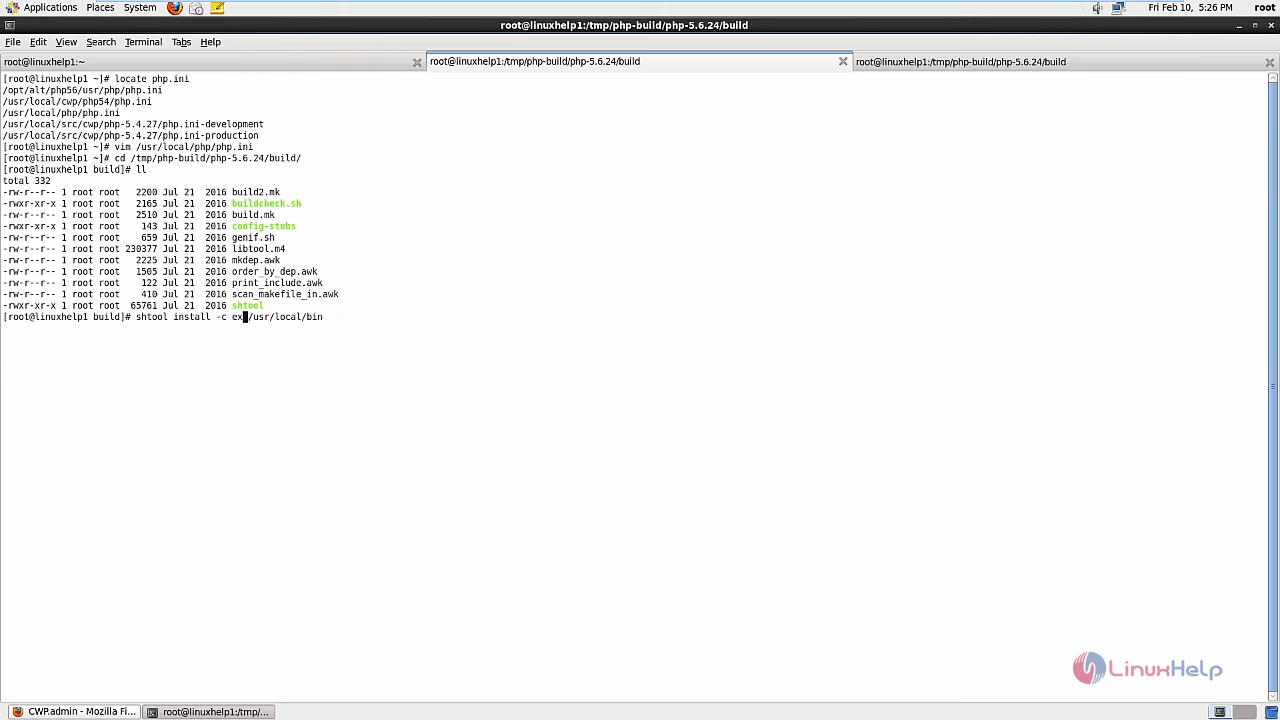 Applications Places System Fri Feb 10, 5:26 PM root
root@linuxhelp1:/tmp/php-build/php-5.6.24/build
File Edit View Search Terminal Tabs Help
root@linuxhelp1:~ root@linuxhelp1:/tmp/php-build/php-5.6.24/build root@linuxhelp1:/tmp/php-build/php-5.6.24/build
[root@linuxhelp1 ~]# locate php.ini
/opt/alt/php56/usr/php/php.ini
/usr/local/cwp/php54/php.ini
/usr/local/php/php.ini
/usr/local/src/cwp/php-5.4.27/php.ini-development
/usr/local/src/cwp/php-5.4.27/php.ini-production
[root@linuxhelp1 ~]# vim /usr/local/php/php.ini
[root@linuxhelp1 ~]# cd /tmp/php-build/php-5.6.24/build/
[root@linuxhelp1 build]# ll
total 332
-rw-r--r-- 1 root root   2200 Jul 21  2016 build2.mk
-rwxr-xr-x 1 root root   2165 Jul 21  2016 buildcheck.sh
-rw-r--r-- 1 root root   2510 Jul 21  2016 build.mk
-rwxr-xr-x 1 root root    143 Jul 21  2016 config-stubs
-rw-r--r-- 1 root root    659 Jul 21  2016 genif.sh
-rw-r--r-- 1 root root 230377 Jul 21  2016 libtool.m4
-rw-r--r-- 1 root root   2225 Jul 21  2016 mkdep.awk
-rw-r--r-- 1 root root   1505 Jul 21  2016 order_by_dep.awk
-rw-r--r-- 1 root root    122 Jul 21  2016 print_include.awk
-rw-r--r-- 1 root root    410 Jul 21  2016 scan_makefile_in.awk
-rwxr-xr-x 1 root root  65761 Jul 21  2016 shtool
[root@linuxhelp1 build]# shtool install -c ex /usr/local/bin
LinuxHelp
CWP.admin - Mozilla Fi... root@linuxhelp1:/tmp/...